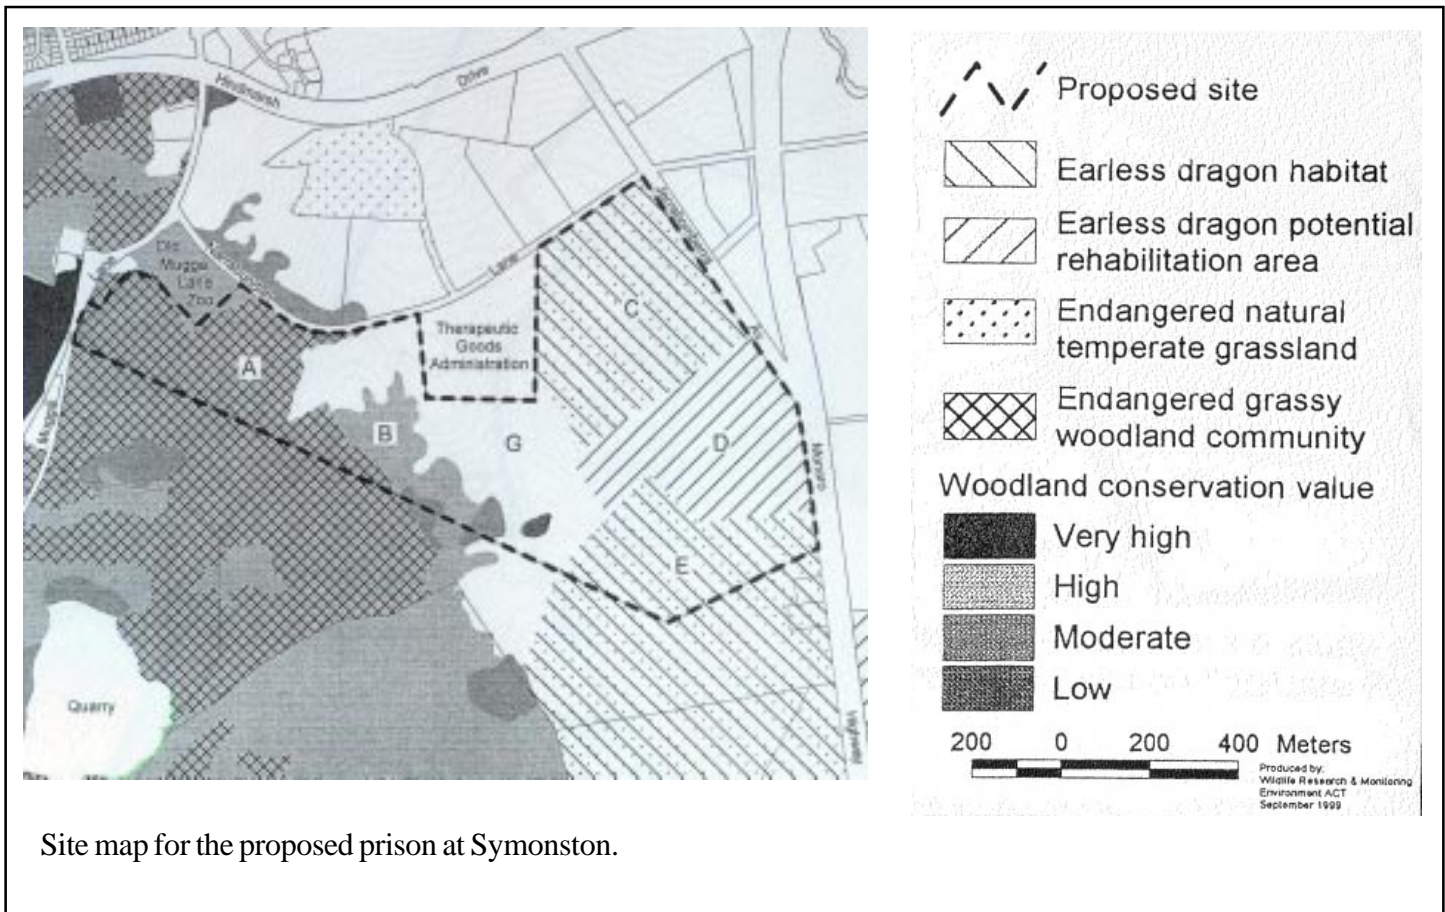 Hindmarsh
Drive
Old
Mugga
Lane
Zoo
Lane
Therapeutic
Goods
Administration
A
B
C
D
E
G
Mugga
Monaro
Quarry
Proposed site
Earless dragon habitat
Earless dragon potential
rehabilitation area
Endangered natural
temperate grassland
Endangered grassy
woodland community
Woodland conservation value
Very high
High
Moderate
Low
200 0 200 400 Meters
Produced by:
Wildlife Research & Monitoring
Environment ACT
September 1999
Site map for the proposed prison at Symonston.